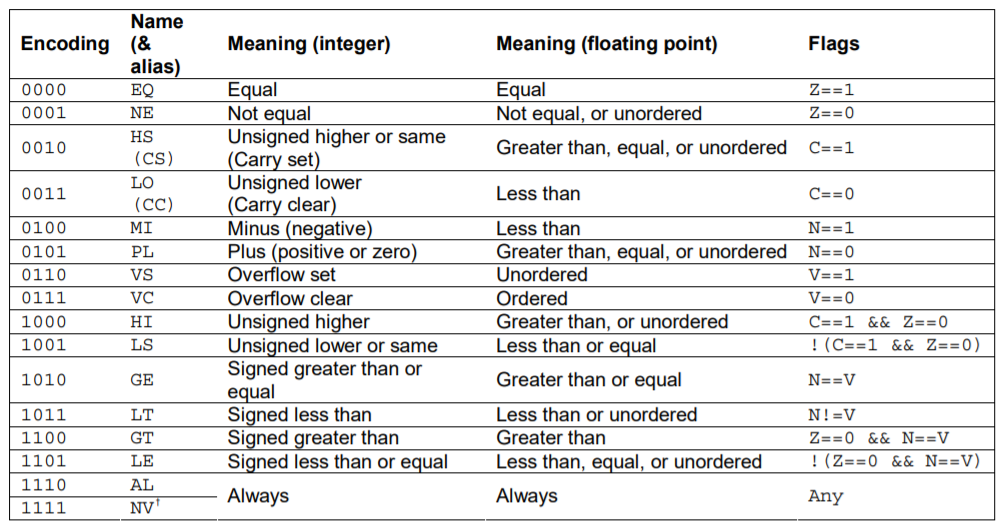 Encoding Name (& alias) Meaning (integer) Meaning (floating point) Flags
0000 EQ Equal Equal Z==1
0001 NE Not equal Not equal, or unordered Z==0
0010 HS (CS) Unsigned higher or same (Carry set) Greater than, equal, or unordered C==1
0011 LO (CC) Unsigned lower (Carry clear) Less than C==0
0100 MI Minus (negative) Less than N==1
0101 PL Plus (positive or zero) Greater than, equal, or unordered N==0
0110 VS Overflow set Unordered V==1
0111 VC Overflow clear Ordered V==0
1000 HI Unsigned higher Greater than, or unordered C==1 && Z==0
1001 LS Unsigned lower or same Less than or equal !(C==1 && Z==0)
1010 GE Signed greater than or equal Greater than or equal N==V
1011 LT Signed less than Less than or unordered N!=V
1100 GT Signed greater than Greater than Z==0 && N==V
1101 LE Signed less than or equal Less than, equal, or unordered !(Z==0 && N==V)
1110 AL Always Always Any
1111 NV†